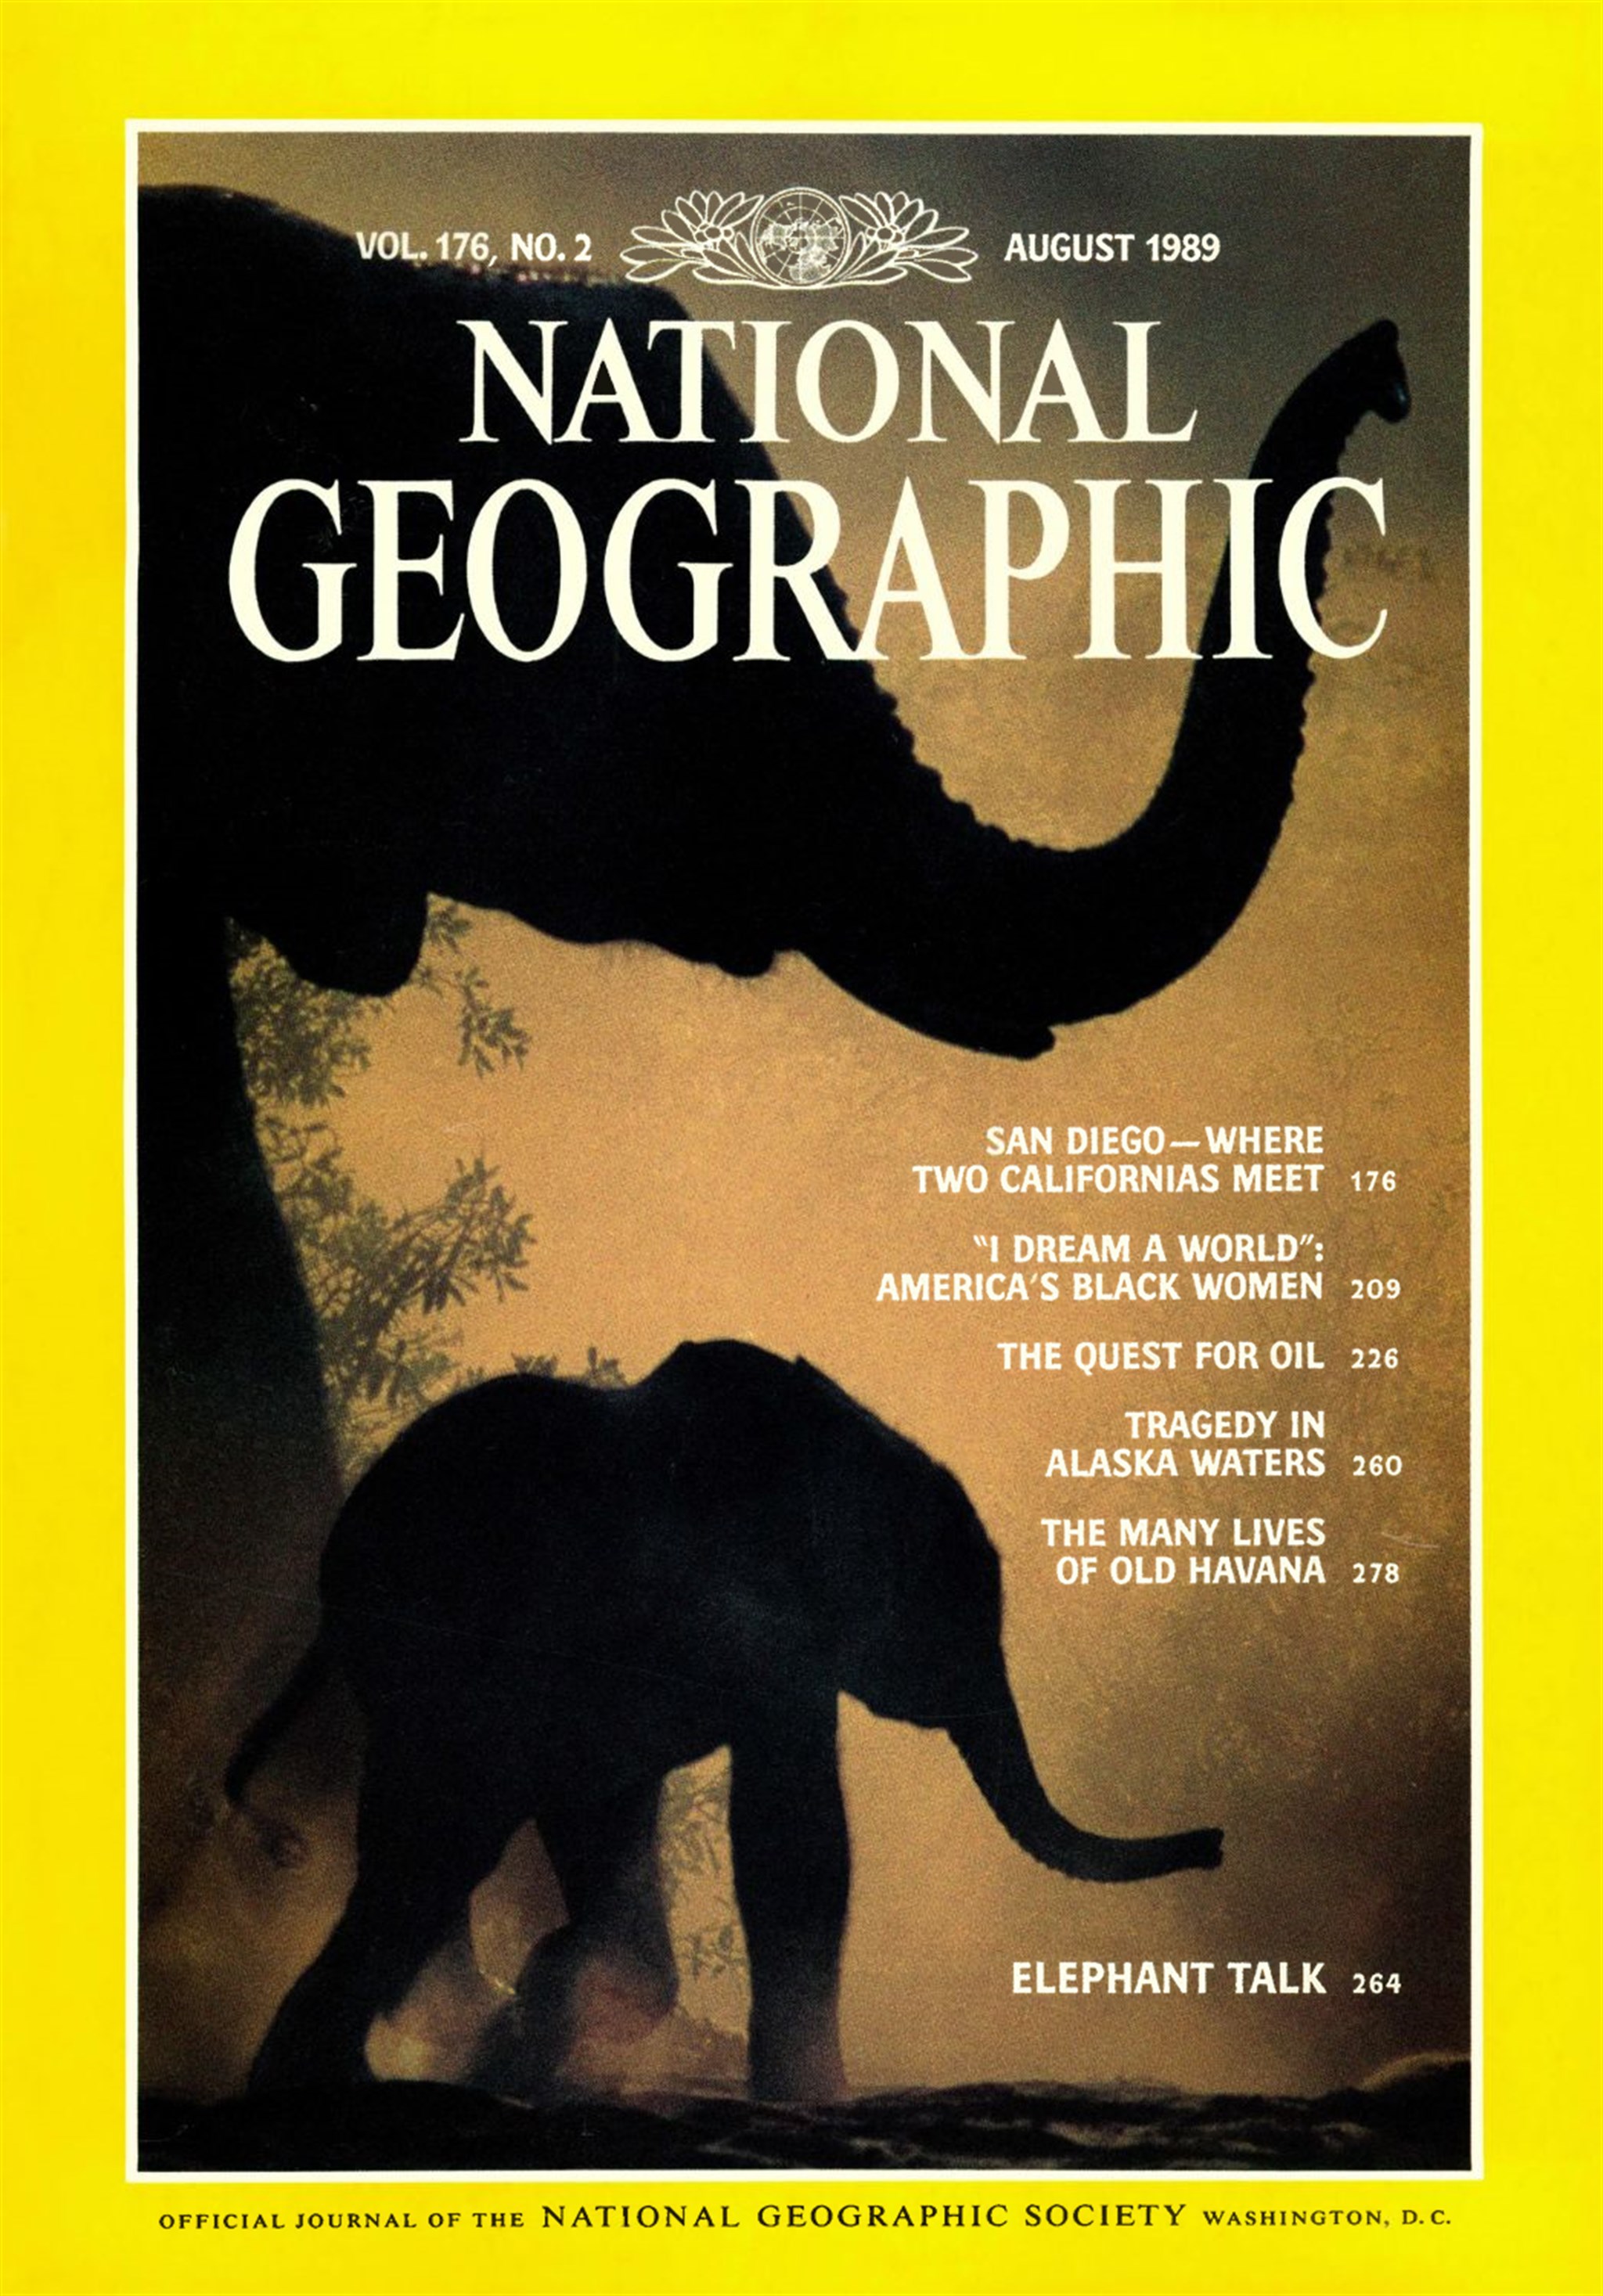 VOL. 176, NO. 2
AUGUST 1989
NATIONAL
GEOGRAPHIC
SAN DIEGO—WHERE
TWO CALIFORNIAS MEET 176
"I DREAM A WORLD":
AMERICA'S BLACK WOMEN 209
THE QUEST FOR OIL 226
TRAGEDY IN
ALASKA WATERS 260
THE MANY LIVES
OF OLD HAVANA 278
ELEPHANT TALK 264
OFFICIAL JOURNAL OF THE NATIONAL GEOGRAPHIC SOCIETY WASHINGTON, D.C.